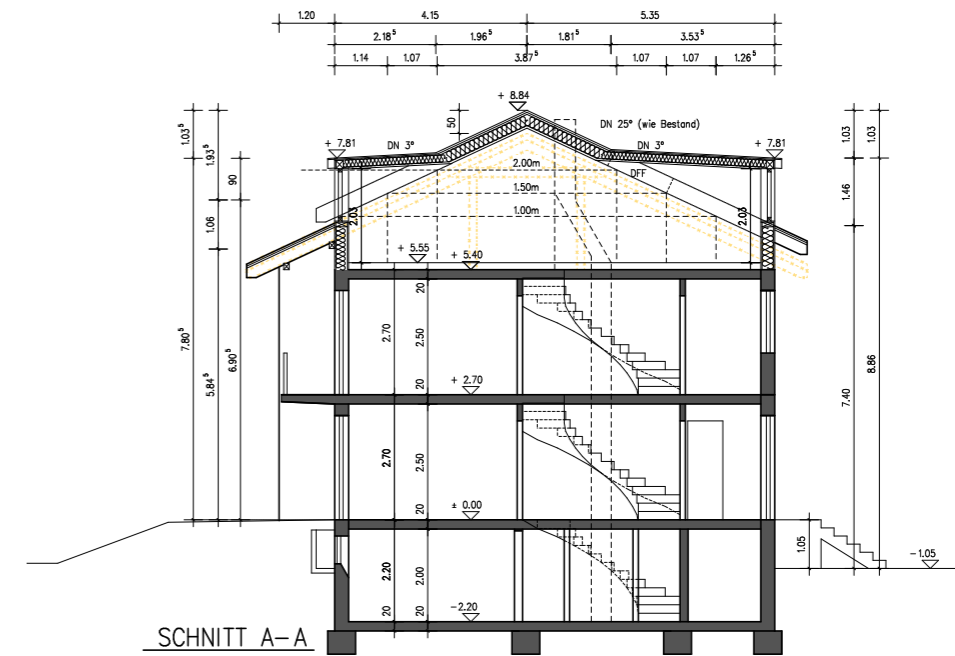 1.20 4.15 5.35
2.18⁵ 1.96⁵ 1.81⁵ 3.53⁵
1.14 1.07 3.87⁵ 1.07 1.07 1.26⁵
+ 8.84
50
DN 25° (wie Bestand)
+ 7.81 DN 3° DN 3° + 7.81
1.03⁵ 1.93⁵ 90 1.06
1.03 1.03 1.46
2.00m
DFF
1.50m
1.00m
2.03 2.03
+ 5.55 + 5.40
20
2.70 2.50
7.80⁵ 5.84⁵ 6.90⁵
8.86 7.40
20
+ 2.70
2.70 2.50
20
± 0.00
1.05 -1.05
2.20 2.00
-2.20
20 20
SCHNITT A-A